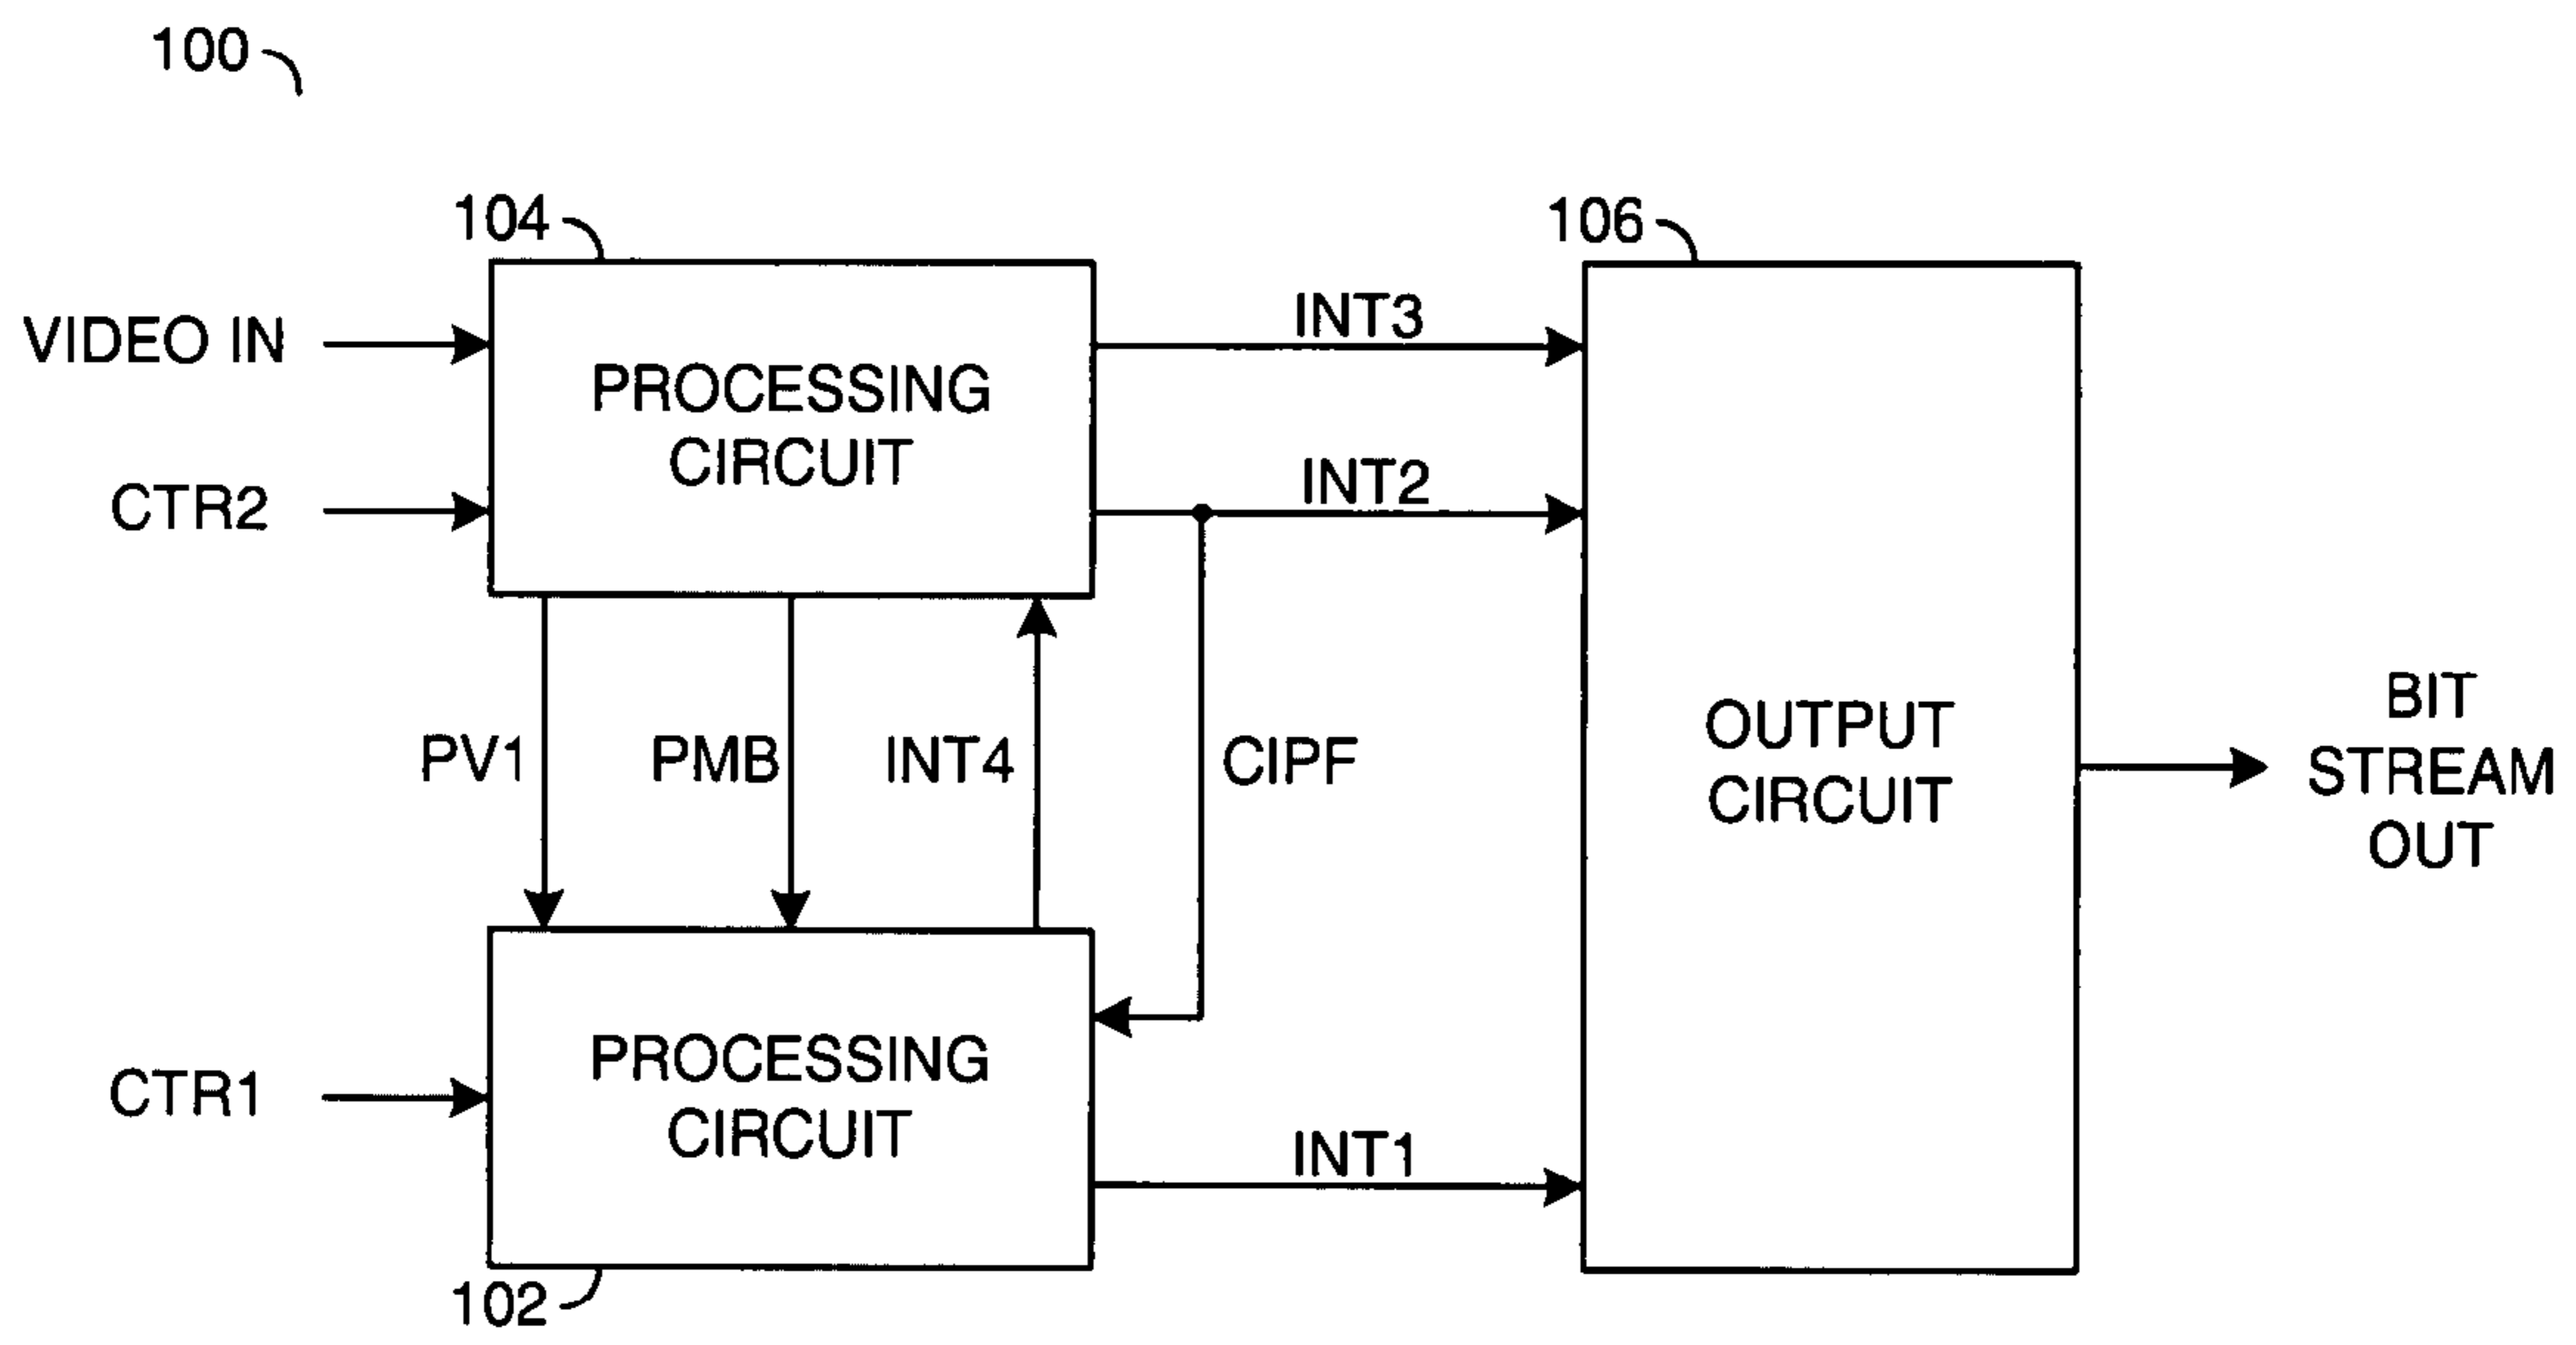 100
104
106
VIDEO IN
INT3
PROCESSING
CIRCUIT
CTR2
INT2
PV1
PMB
INT4
CIPF
OUTPUT
CIRCUIT
BIT
STREAM
OUT
PROCESSING
CIRCUIT
CTR1
INT1
102